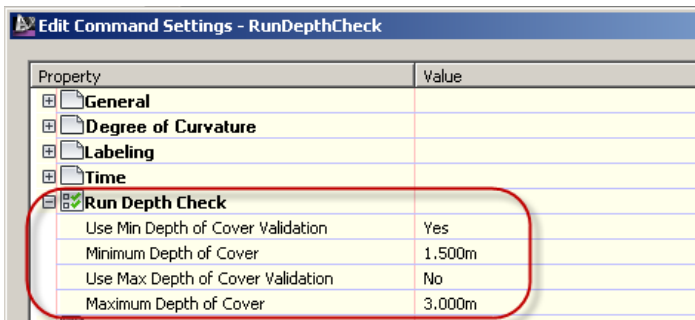 Edit Command Settings - RunDepthCheck
Property Value
General
Degree of Curvature
Labeling
Time
Run Depth Check
Use Min Depth of Cover Validation Yes
Minimum Depth of Cover 1.500m
Use Max Depth of Cover Validation No
Maximum Depth of Cover 3.000m